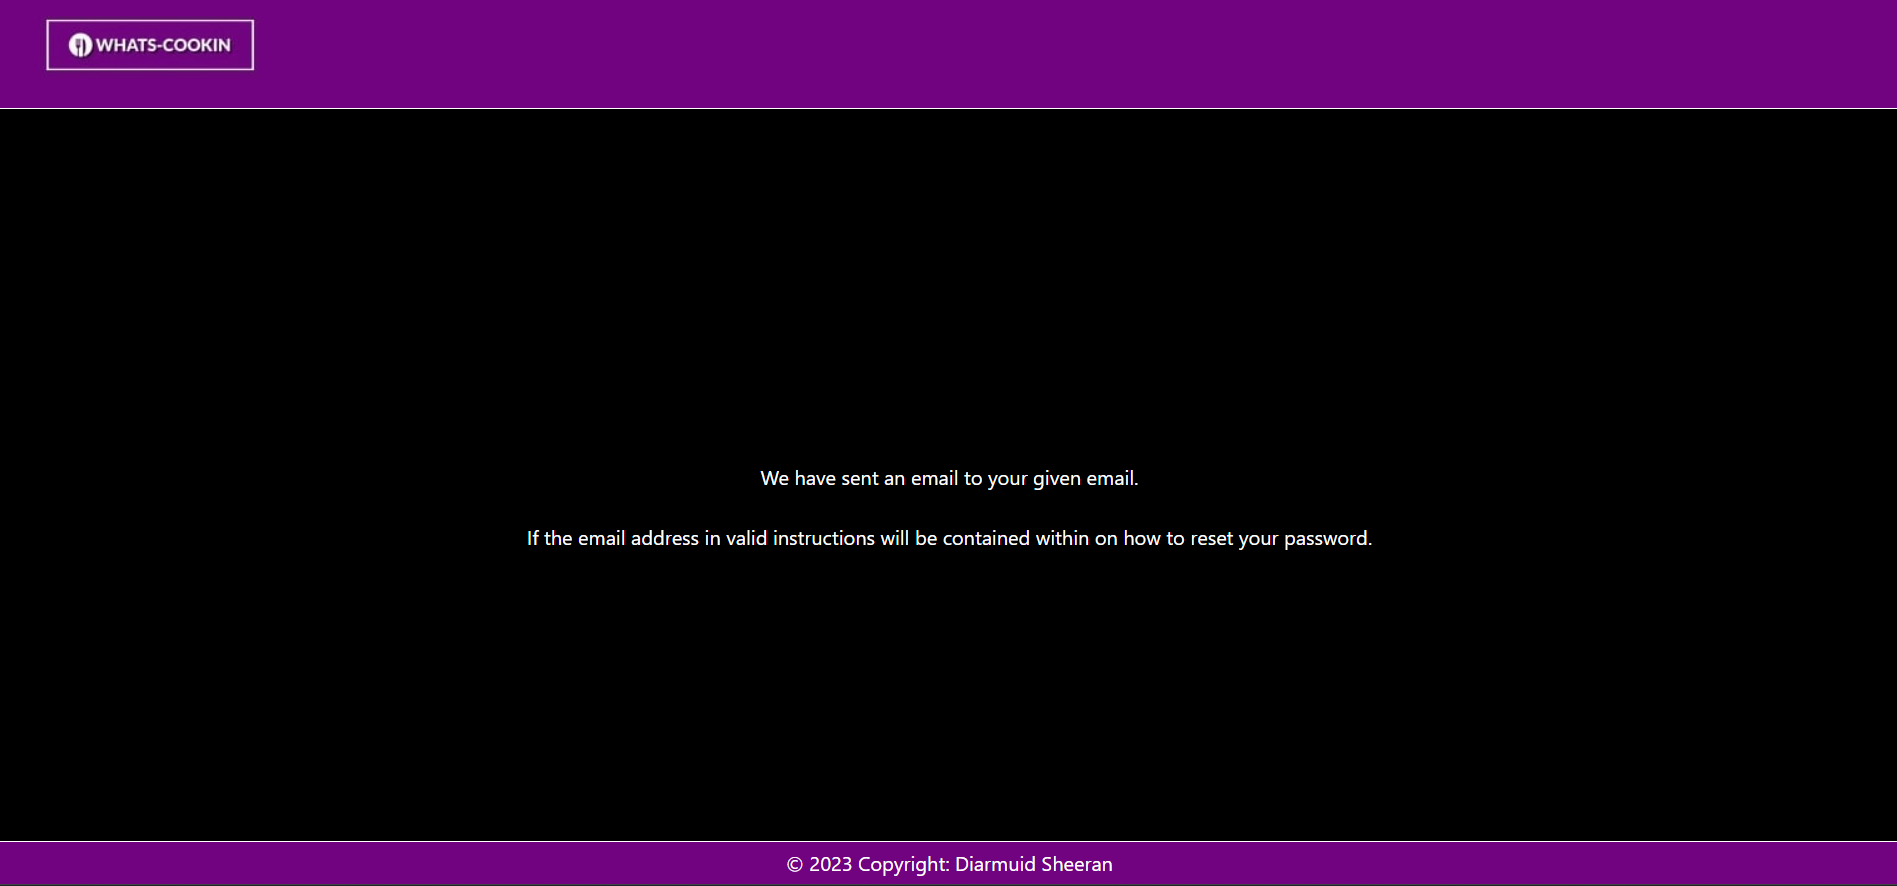 WHATS-COOKIN
We have sent an email to your given email.
If the email address in valid instructions will be contained within on how to reset your password.
© 2023 Copyright: Diarmuid Sheeran